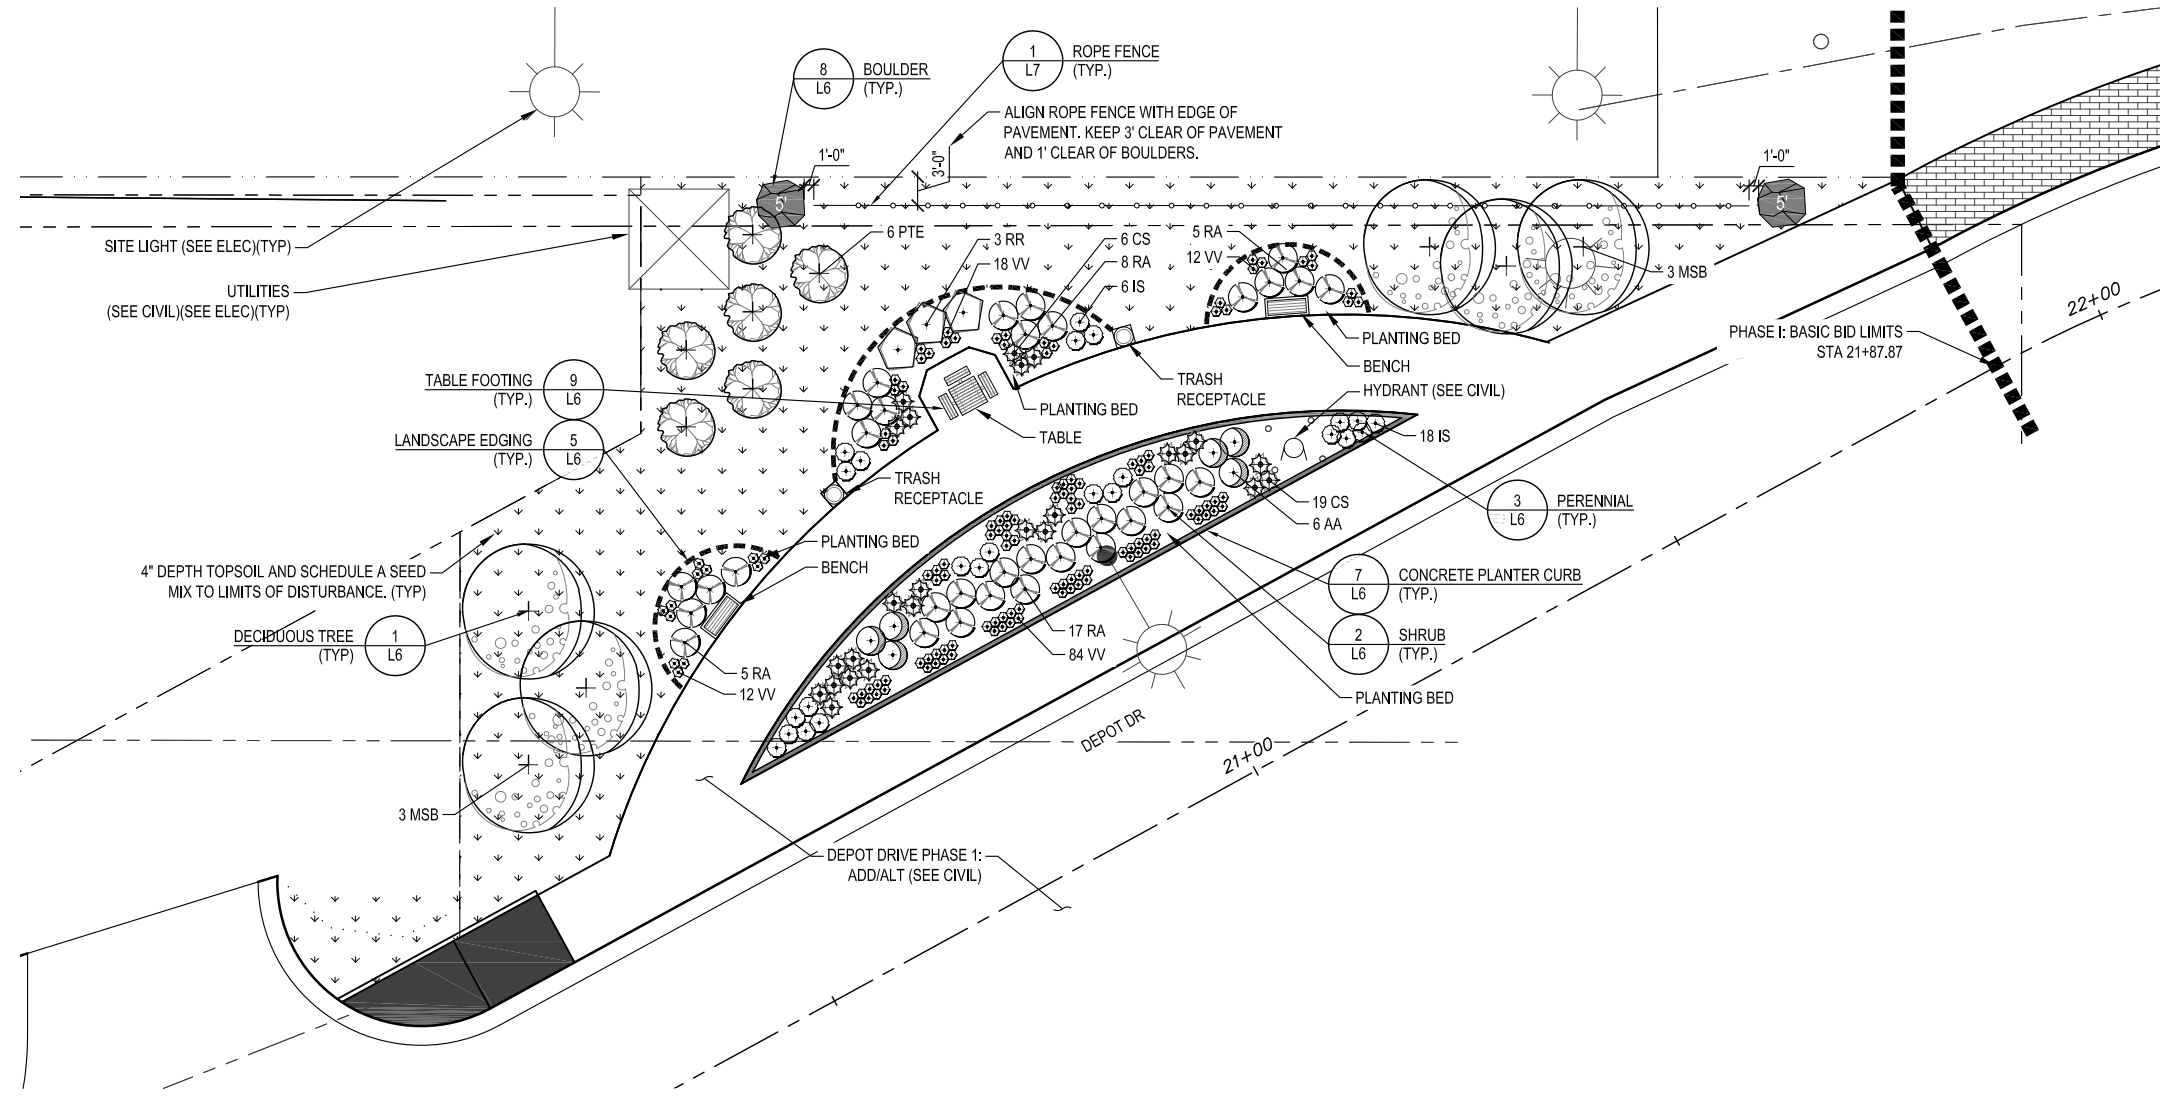 8
L6
BOULDER
(TYP.)
1
L7
ROPE FENCE
(TYP.)
ALIGN ROPE FENCE WITH EDGE OF
PAVEMENT. KEEP 3' CLEAR OF PAVEMENT
AND 1' CLEAR OF BOULDERS.
1'-0"
3'-0"
1'-0"
5'
5'
SITE LIGHT (SEE ELEC)(TYP)
UTILITIES
(SEE CIVIL)(SEE ELEC)(TYP)
6 PTE
3 RR
18 VV
6 CS
8 RA
6 IS
5 RA
12 VV
3 MSB
PHASE I: BASIC BID LIMITS
STA 21+87.87
22+00
PLANTING BED
BENCH
TRASH
RECEPTACLE
HYDRANT (SEE CIVIL)
TABLE FOOTING
(TYP.)
9
L6
PLANTING BED
TABLE
LANDSCAPE EDGING
(TYP.)
5
L6
18 IS
TRASH
RECEPTACLE
19 CS
6 AA
3
L6
PERENNIAL
(TYP.)
PLANTING BED
BENCH
4" DEPTH TOPSOIL AND SCHEDULE A SEED
MIX TO LIMITS OF DISTURBANCE. (TYP)
7
L6
CONCRETE PLANTER CURB
(TYP.)
DECIDUOUS TREE
(TYP)
1
L6
17 RA
84 VV
2
L6
SHRUB
(TYP.)
5 RA
12 VV
PLANTING BED
DEPOT DR
21+00
3 MSB
DEPOT DRIVE PHASE 1:
ADD/ALT (SEE CIVIL)